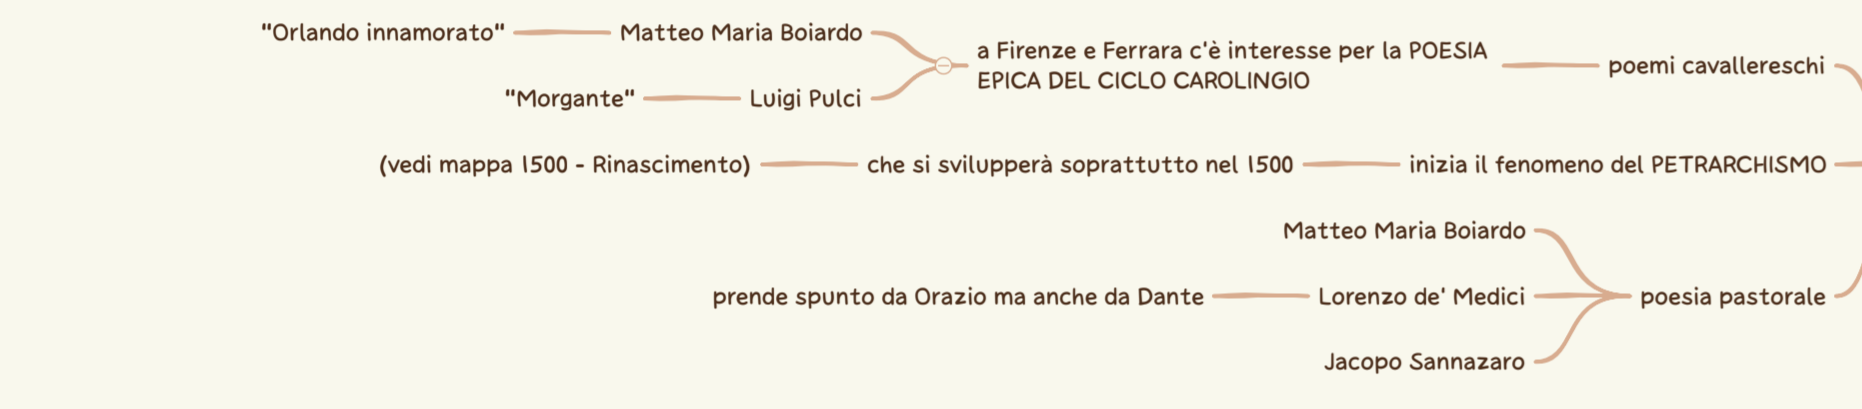 "Orlando innamorato"
Matteo Maria Boiardo
"Morgante"
Luigi Pulci
a Firenze e Ferrara c'è interesse per la POESIA
EPICA DEL CICLO CAROLINGIO
poemi cavallereschi
(vedi mappa 1500 - Rinascimento)
che si svilupperà soprattutto nel 1500
inizia il fenomeno del PETRARCHISMO
Matteo Maria Boiardo
prende spunto da Orazio ma anche da Dante
Lorenzo de' Medici
poesia pastorale
Jacopo Sannazaro